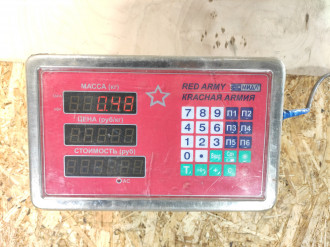 МАССА (кг)
0.48
ЦЕНА (руб/кг)
СТОИМОСТЬ (руб)
RED ARMY
КРАСНАЯ АРМИЯ
7 8 9 П1 П2
4 5 6 П3 П4
1 2 3 П5 П6
0
T